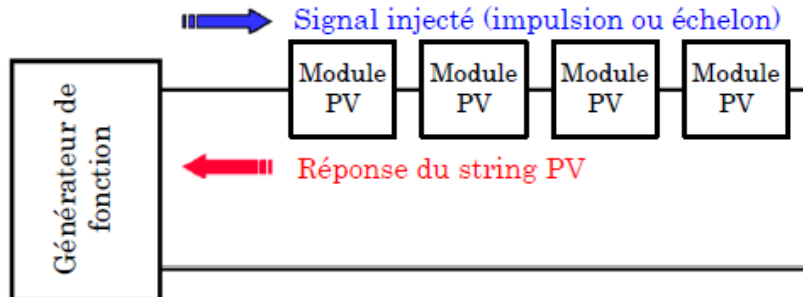 Signal injecté (impulsion ou échelon)
Module
PV
Module
PV
Module
PV
Module
PV
Générateur de
fonction
Réponse du string PV